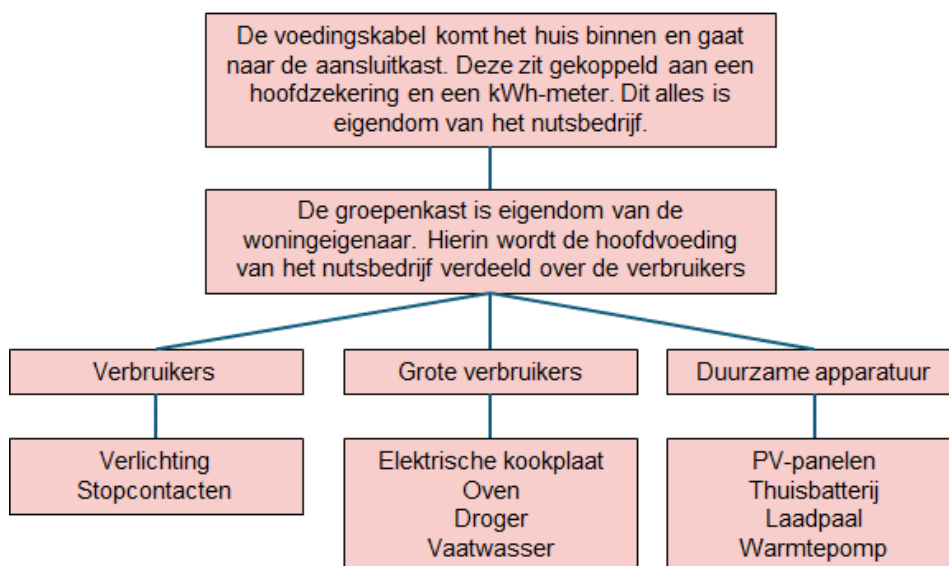 De voedingskabel komt het huis binnen en gaat
naar de aansluitkast. Deze zit gekoppeld aan een
hoofdzekering en een kWh-meter. Dit alles is
eigendom van het nutsbedrijf.
De groepenkast is eigendom van de
woningeigenaar. Hierin wordt de hoofdvoeding
van het nutsbedrijf verdeeld over de verbruikers
Verbruikers
Grote verbruikers
Duurzame apparatuur
Verlichting
Stopcontacten
Elektrische kookplaat
Oven
Droger
Vaatwasser
PV-panelen
Thuisbatterij
Laadpaal
Warmtepomp